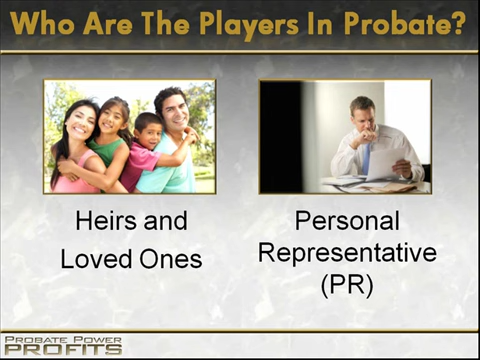 Who Are The Players In Probate?
Heirs and
Loved Ones
Personal
Representative
(PR)
PROBATE POWER
PROFITS